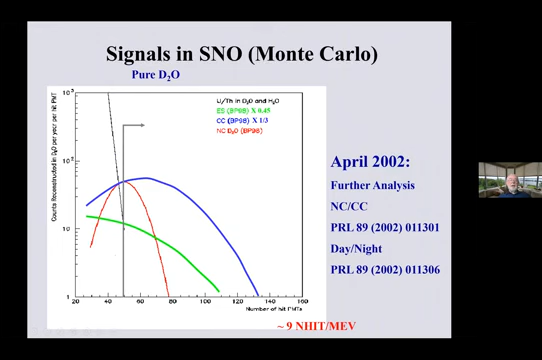 Signals in SNO (Monte Carlo)
Pure D₂O
Counts Reconstructed in D₂O per year per hit PMT
10³
10²
10
1
U/Th in D₂O and H₂O
ES (BP98) X 0.45
CC (BP98) X 1/3
NC D₂O (BP98)
20 40 60 80 100 120 140 160
Number of hit PMTs
~ 9 NHIT/MEV
April 2002:
Further Analysis
NC/CC
PRL 89 (2002) 011301
Day/Night
PRL 89 (2002) 011306